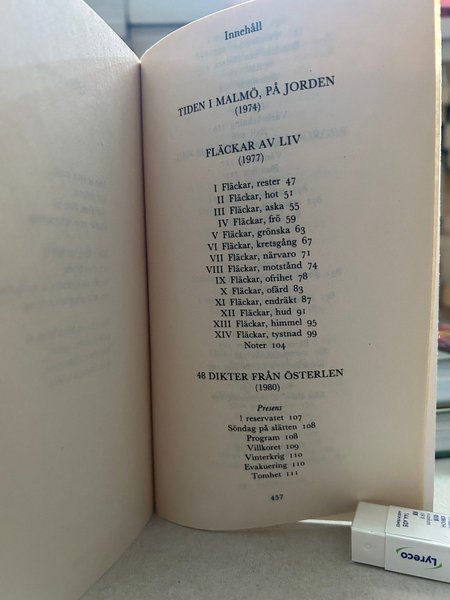 Innehåll
TIDEN I MALMÖ, PÅ JORDEN
(1974)
FLÄCKAR AV LIV
(1977)
I Fläckar, rester 47
II Fläckar, hot 51
III Fläckar, aska 55
IV Fläckar, frö 59
V Fläckar, grönska 63
VI Fläckar, kretsgång 67
VII Fläckar, närvaro 71
VIII Fläckar, motstånd 74
IX Fläckar, ofrihet 78
X Fläckar, ofärd 83
XI Fläckar, endräkt 87
XII Fläckar, hud 91
XIII Fläckar, himmel 95
XIV Fläckar, tystnad 99
Noter 104
48 DIKTER FRÅN ÖSTERLEN
(1980)
Presens
I reservatet 107
Söndag på slätten 108
Program 108
Villkoret 109
Vinterkrig 110
Evakuering 110
Tomhet 111
457
Lyreco